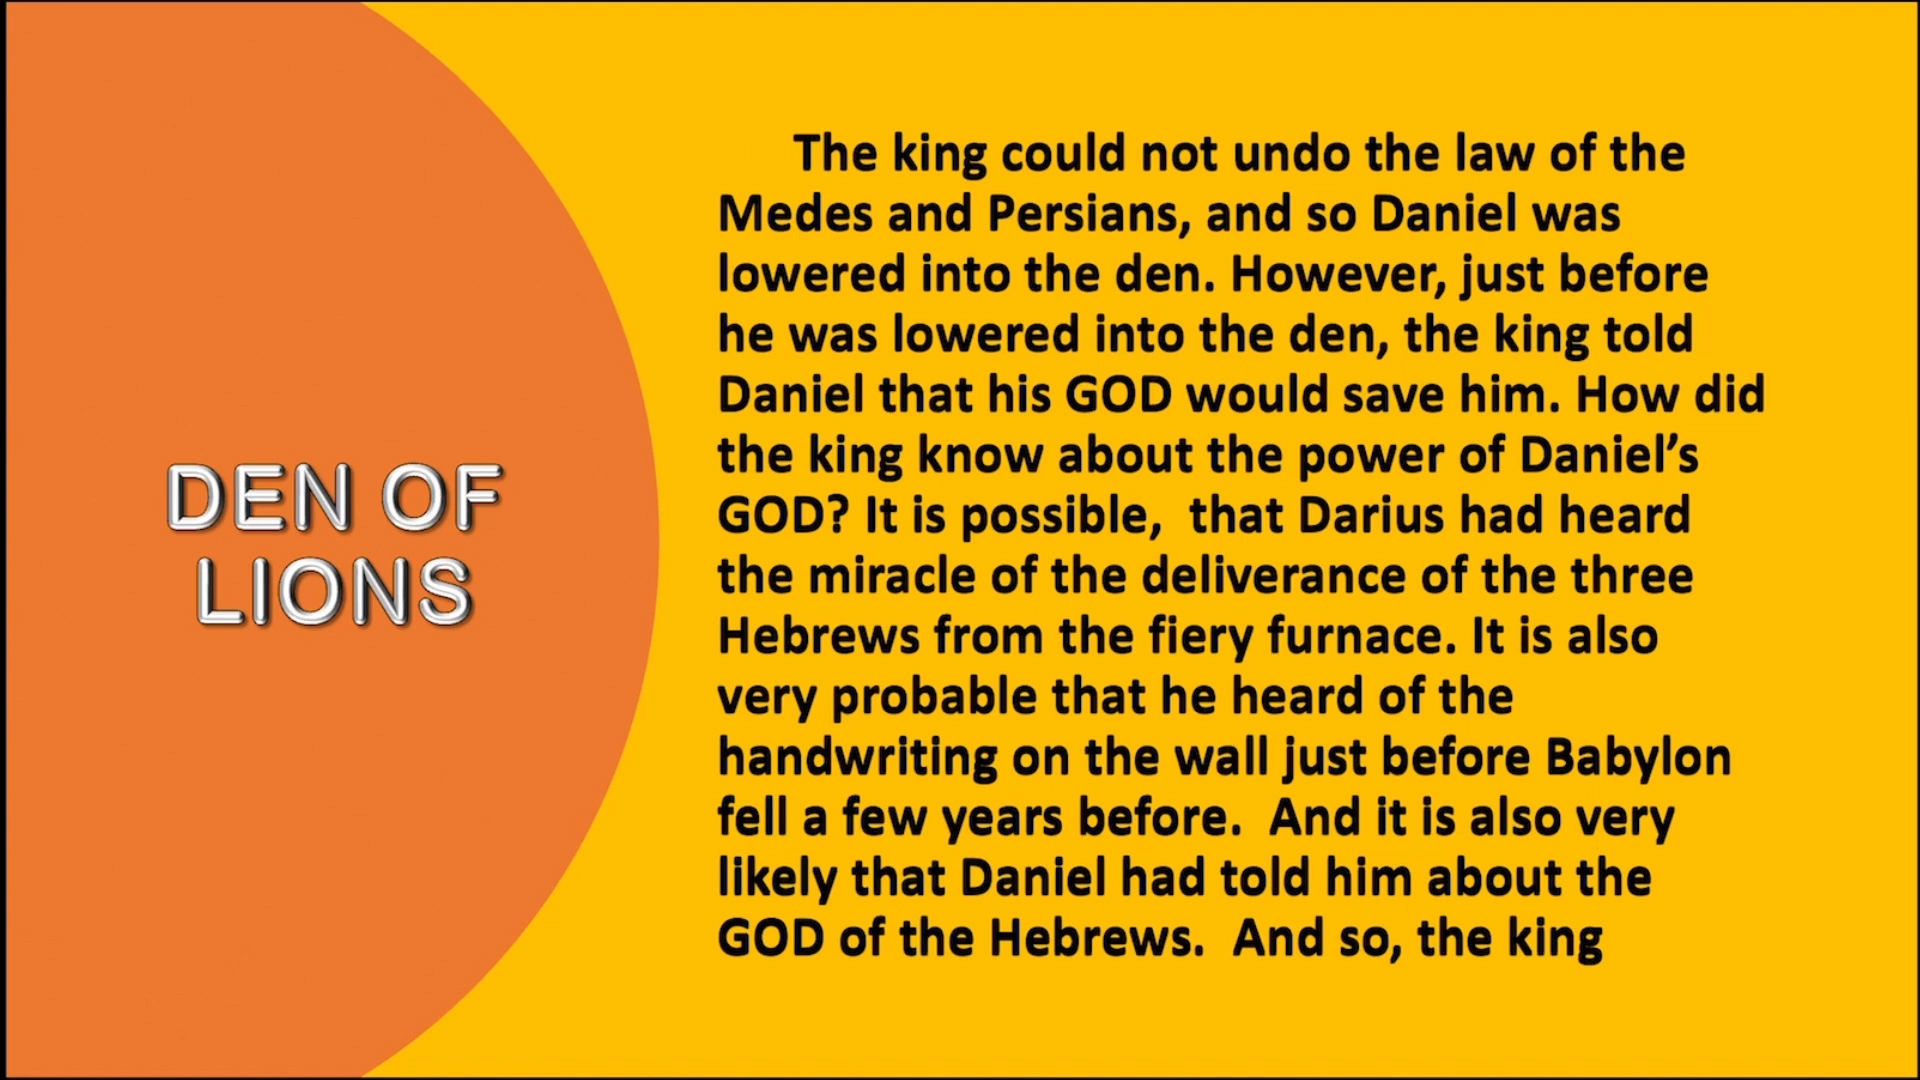 DEN OF
LIONS
The king could not undo the law of the
Medes and Persians, and so Daniel was
lowered into the den. However, just before
he was lowered into the den, the king told
Daniel that his GOD would save him. How did
the king know about the power of Daniel’s
GOD? It is possible,  that Darius had heard
the miracle of the deliverance of the three
Hebrews from the fiery furnace. It is also
very probable that he heard of the
handwriting on the wall just before Babylon
fell a few years before.  And it is also very
likely that Daniel had told him about the
GOD of the Hebrews.  And so, the king